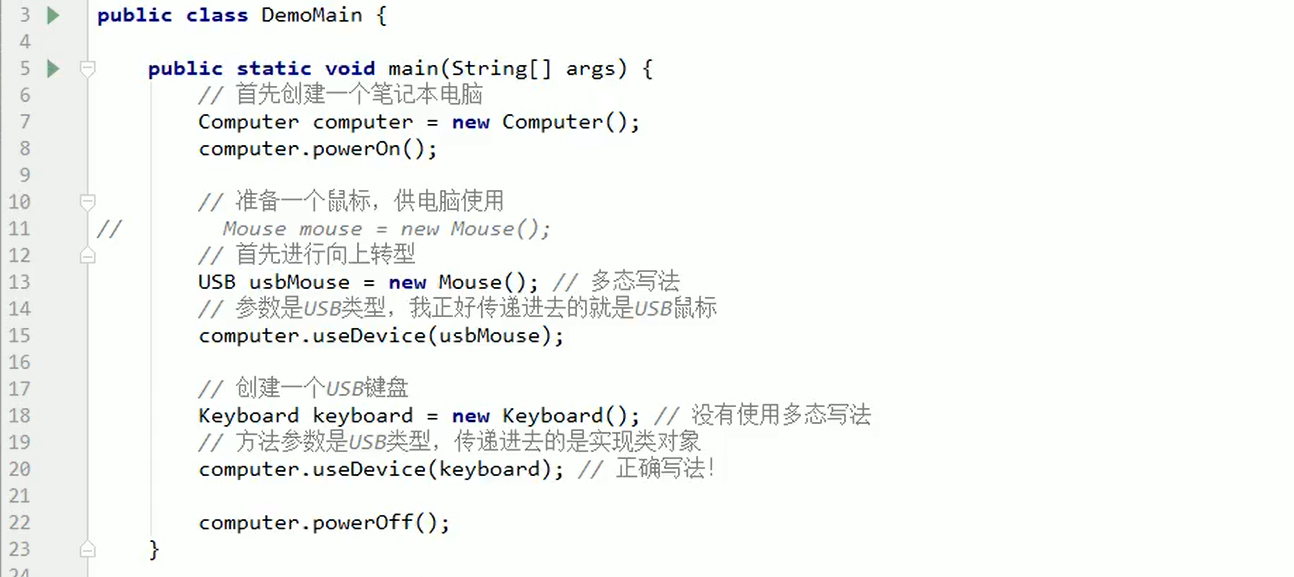 3 public class DemoMain {
4
5 public static void main(String[] args) {
6 // 首先创建一个笔记本电脑
7 Computer computer = new Computer();
8 computer.powerOn();
9
10 // 准备一个鼠标，供电脑使用
11 // Mouse mouse = new Mouse();
12 // 首先进行向上转型
13 USB usbMouse = new Mouse(); // 多态写法
14 // 参数是USB类型，我正好传递进去的就是USB鼠标
15 computer.useDevice(usbMouse);
16
17 // 创建一个USB键盘
18 Keyboard keyboard = new Keyboard(); // 没有使用多态写法
19 // 方法参数是USB类型，传递进去的是实现类对象
20 computer.useDevice(keyboard); // 正确写法！
21
22 computer.powerOff();
23 }
24